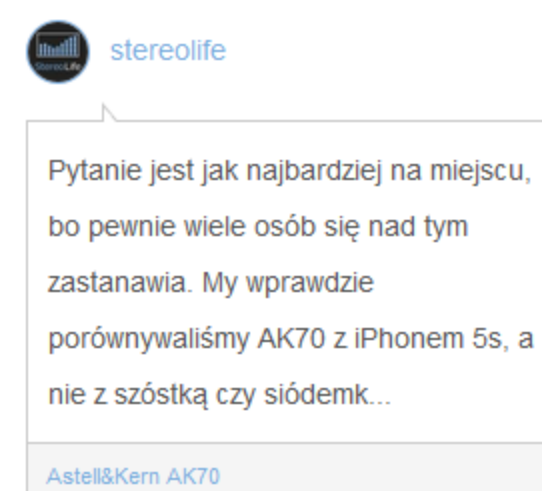 StereoLife
stereolife
Pytanie jest jak najbardziej na miejscu,
bo pewnie wiele osób się nad tym
zastanawia. My wprawdzie
porównywaliśmy AK70 z iPhonem 5s, a
nie z szóstką czy siódemk...
Astell&Kern AK70